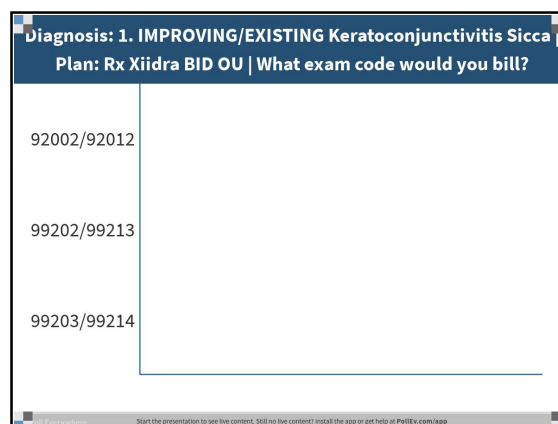 Diagnosis: 1. IMPROVING/EXISTING Keratoconjunctivitis Sicca |
Plan: Rx Xiidra BID OU | What exam code would you bill?
92002/92012
99202/99213
99203/99214
Poll Everywhere
Start the presentation to see live content. Still no live content? Install the app or get help at PollEv.com/app